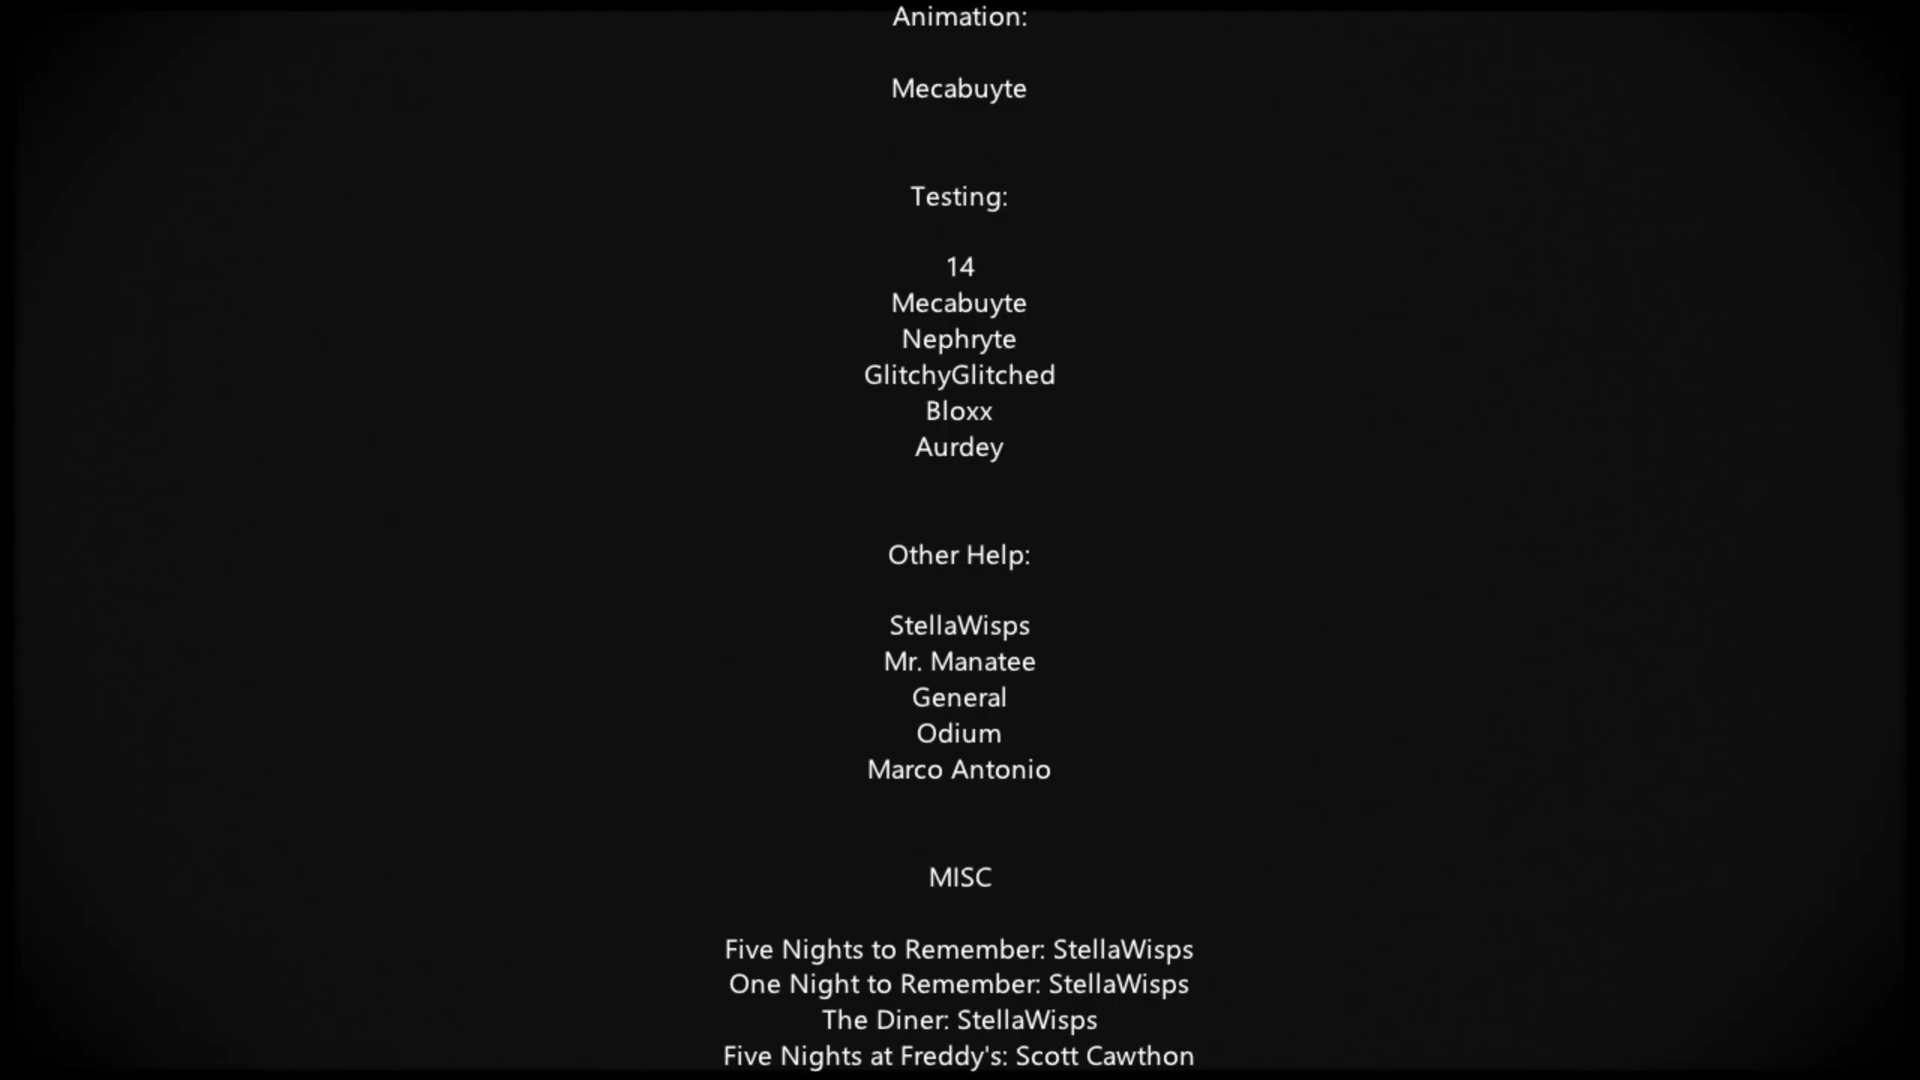 Animation:
Mecabuyte
Testing:
14
Mecabuyte
Nephryte
GlitchyGlitched
Bloxx
Aurdey
Other Help:
StellaWisps
Mr. Manatee
General
Odium
Marco Antonio
MISC
Five Nights to Remember: StellaWisps
One Night to Remember: StellaWisps
The Diner: StellaWisps
Five Nights at Freddy's: Scott Cawthon